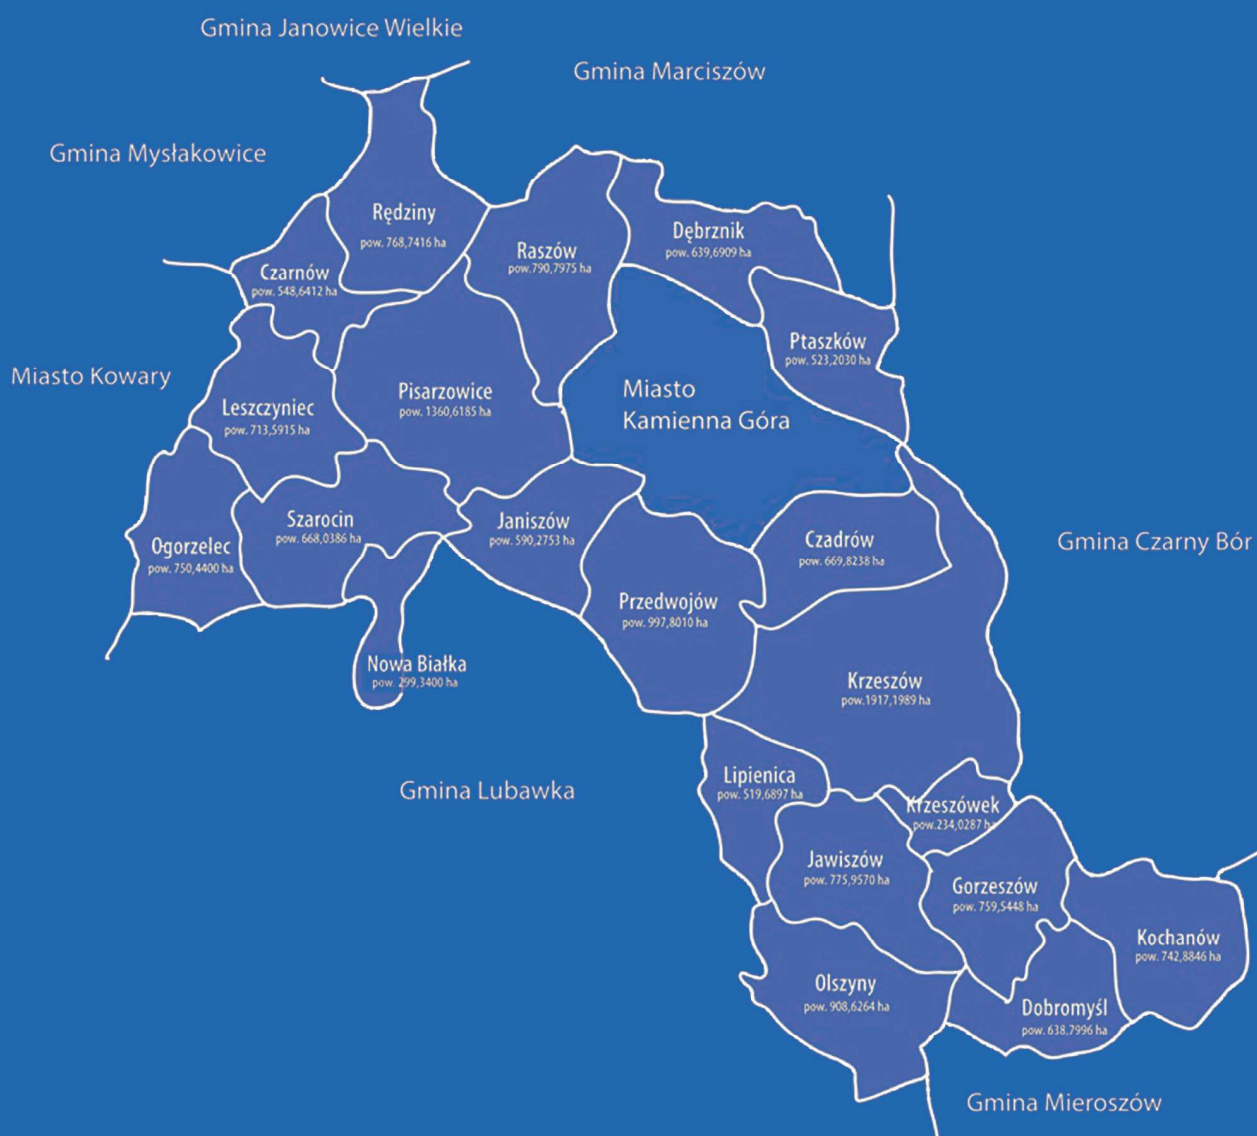 Gmina Janowice Wielkie
Gmina Marciszów
Gmina Mysłakowice
Rędziny
pow. 768,7416 ha
Raszów
pow.790,7975 ha
Dębrznik
pow. 639,6909 ha
Czarnów
pow. 548,6412 ha
Ptaszków
pow. 523,2030 ha
Miasto Kowary
Leszczyniec
pow. 713,5915 ha
Pisarzowice
pow. 1360,6185 ha
Miasto
Kamienna Góra
Szarocin
pow. 668,0386 ha
Janiszów
pow. 590,2753 ha
Ogorzelec
pow. 750,4400 ha
Czadrów
pow. 669,8238 ha
Gmina Czarny Bór
Przedwojów
pow. 997,8010 ha
Nowa Białka
pow. 299,3400 ha
Krzeszów
pow.1917,1989 ha
Gmina Lubawka
Lipienica
pow. 519,6897 ha
Krzeszówek
pow.234,0287 ha
Jawiszów
pow. 775,9570 ha
Gorzeszów
pow. 759,5448 ha
Kochanów
pow. 742,8846 ha
Olszyny
pow. 908,6264 ha
Dobromyśl
pow. 638,7996 ha
Gmina Mieroszów